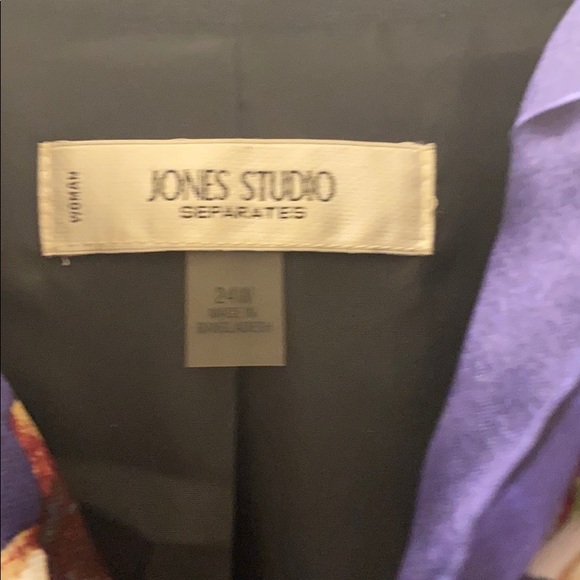 WOMAN
JONES STUDIO
SEPARATES
24W
MADE IN
BANGLADESH